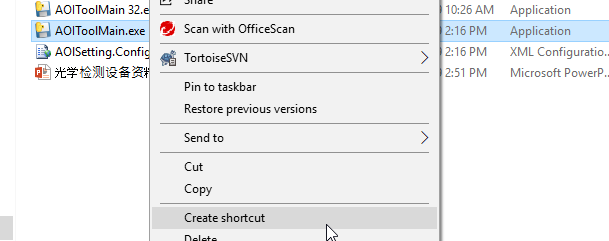 AOIToolMain 32.e
Share
10:26 AM
Application
Scan with OfficeScan
AOIToolMain.exe
2:16 PM
Application
AOISetting.Config
TortoiseSVN
2:16 PM
XML Configuratio...
光学检测设备资料
2:51 PM
Microsoft PowerP...
Pin to taskbar
Restore previous versions
Send to
Cut
Copy
Create shortcut
Delete